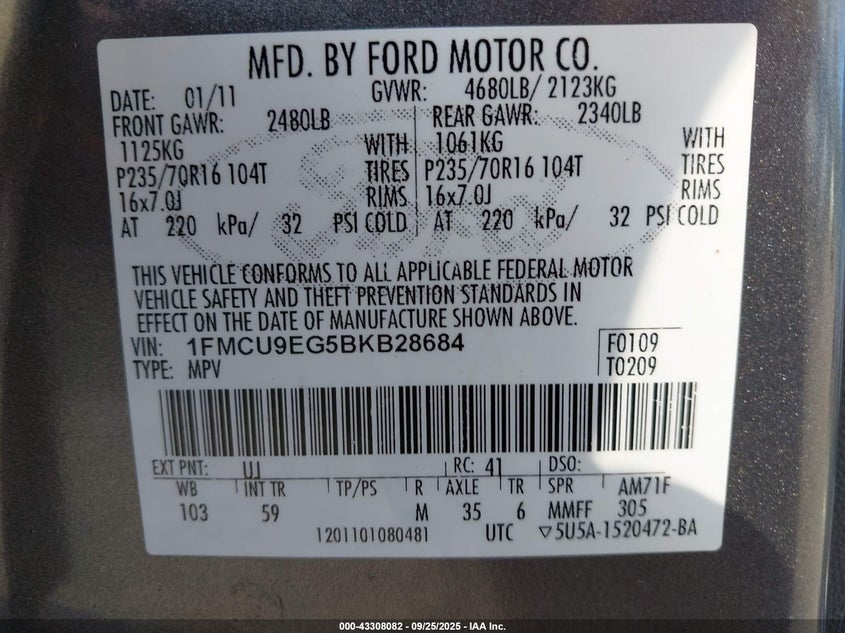 MFD. BY FORD MOTOR CO.
DATE: 01/11 GVWR: 4680LB/ 2123KG
FRONT GAWR: 2480LB REAR GAWR: 2340LB
1125KG WITH 1061KG WITH
P235/70R16 104T TIRES P235/70R16 104T TIRES
16x7.0J RIMS 16x7.0J RIMS
AT 220 kPa/ 32 PSI COLD AT 220 kPa/ 32 PSI COLD
THIS VEHICLE CONFORMS TO ALL APPLICABLE FEDERAL MOTOR
VEHICLE SAFETY AND THEFT PREVENTION STANDARDS IN
EFFECT ON THE DATE OF MANUFACTURE SHOWN ABOVE.
VIN: 1FMCU9EG5BKB28684 F0109
TYPE: MPV T0209
EXT PNT: UJ RC: 41 DSO:
WB INT TR TP/PS R AXLE TR SPR AM71F
103 59 M 35 6 MMFF 305
1201101080481 UTC ▽5U5A-1520472-BA
000-43308082 - 09/25/2025 - IAA Inc.